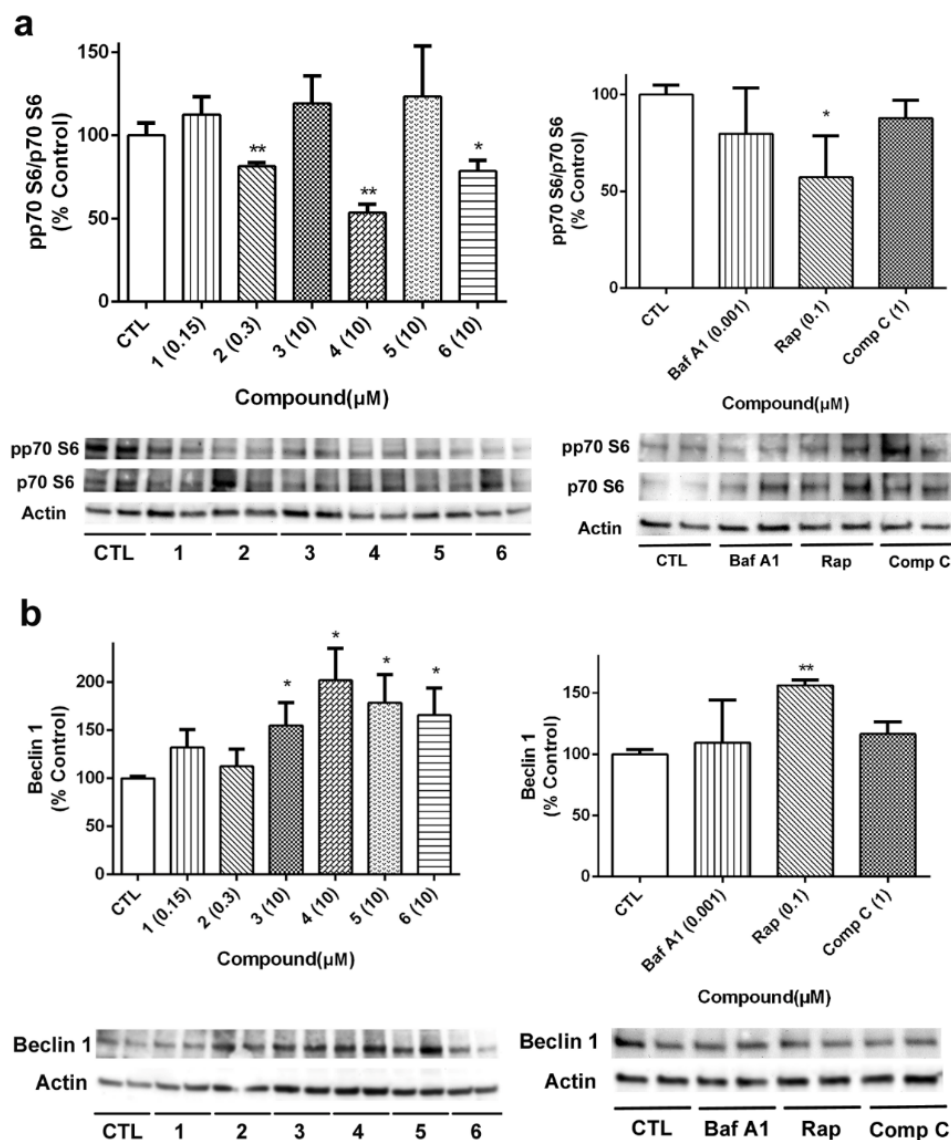 a
pp70 S6/p70 S6
(% Control)
150
100
50
0
**
**
*
CTL
1 (0.15)
2 (0.3)
3 (10)
4 (10)
5 (10)
6 (10)
Compound(µM)
pp70 S6
p70 S6
Actin
CTL 1 2 3 4 5 6
pp70 S6/p70 S6
(% Control)
100
50
0
*
CTL
Baf A1 (0.001)
Rap (0.1)
Comp C (1)
Compound(µM)
pp70 S6
p70 S6
Actin
CTL Baf A1 Rap Comp C
b
Beclin 1
(% Control)
200
150
100
50
0
*
*
*
*
CTL
1 (0.15)
2 (0.3)
3 (10)
4 (10)
5 (10)
6 (10)
Compound(µM)
Beclin 1
Actin
CTL 1 2 3 4 5 6
Beclin 1
(% Control)
150
100
50
0
**
CTL
Baf A1 (0.001)
Rap (0.1)
Comp C (1)
Compound(µM)
Beclin 1
Actin
CTL Baf A1 Rap Comp C